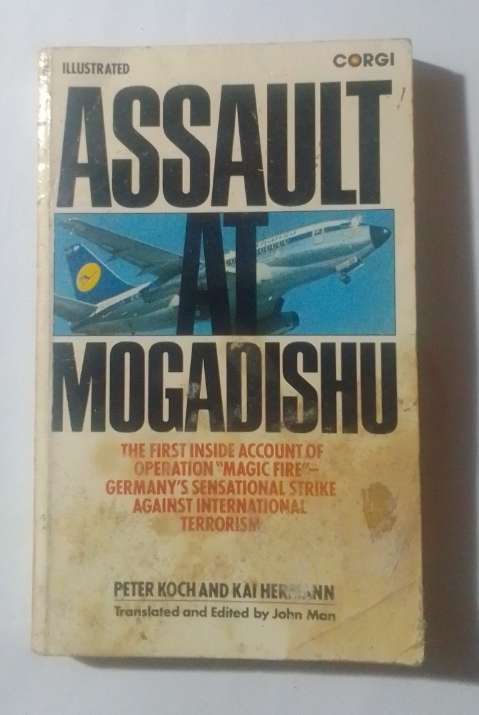 ILLUSTRATED
CORGI
ASSAULT
AT
MOGADISHU
THE FIRST INSIDE ACCOUNT OF
OPERATION "MAGIC FIRE"–
GERMANY'S SENSATIONAL STRIKE
AGAINST INTERNATIONAL
TERRORISM
PETER KOCH AND KAI HERMANN
Translated and Edited by John Man